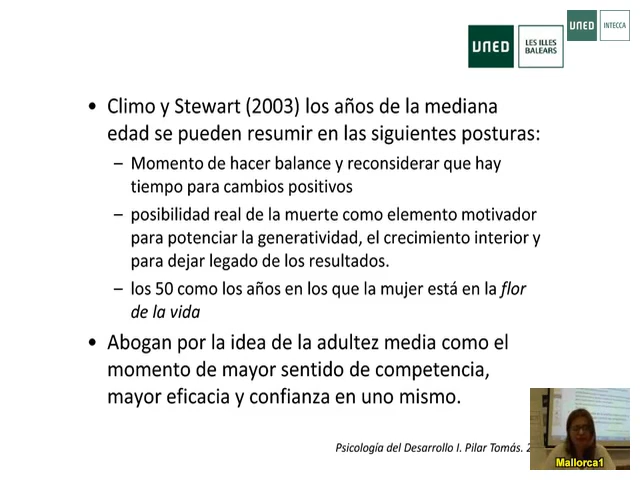 UNED
INTECCA
UNED
LES ILLES
BALEARS
• Climo y Stewart (2003) los años de la mediana
edad se pueden resumir en las siguientes posturas:
– Momento de hacer balance y reconsiderar que hay
tiempo para cambios positivos
– posibilidad real de la muerte como elemento motivador
para potenciar la generatividad, el crecimiento interior y
para dejar legado de los resultados.
– los 50 como los años en los que la mujer está en la flor
de la vida
• Abogan por la idea de la adultez media como el
momento de mayor sentido de competencia,
mayor eficacia y confianza en uno mismo.
Psicología del Desarrollo I. Pilar Tomás.
Mallorca1